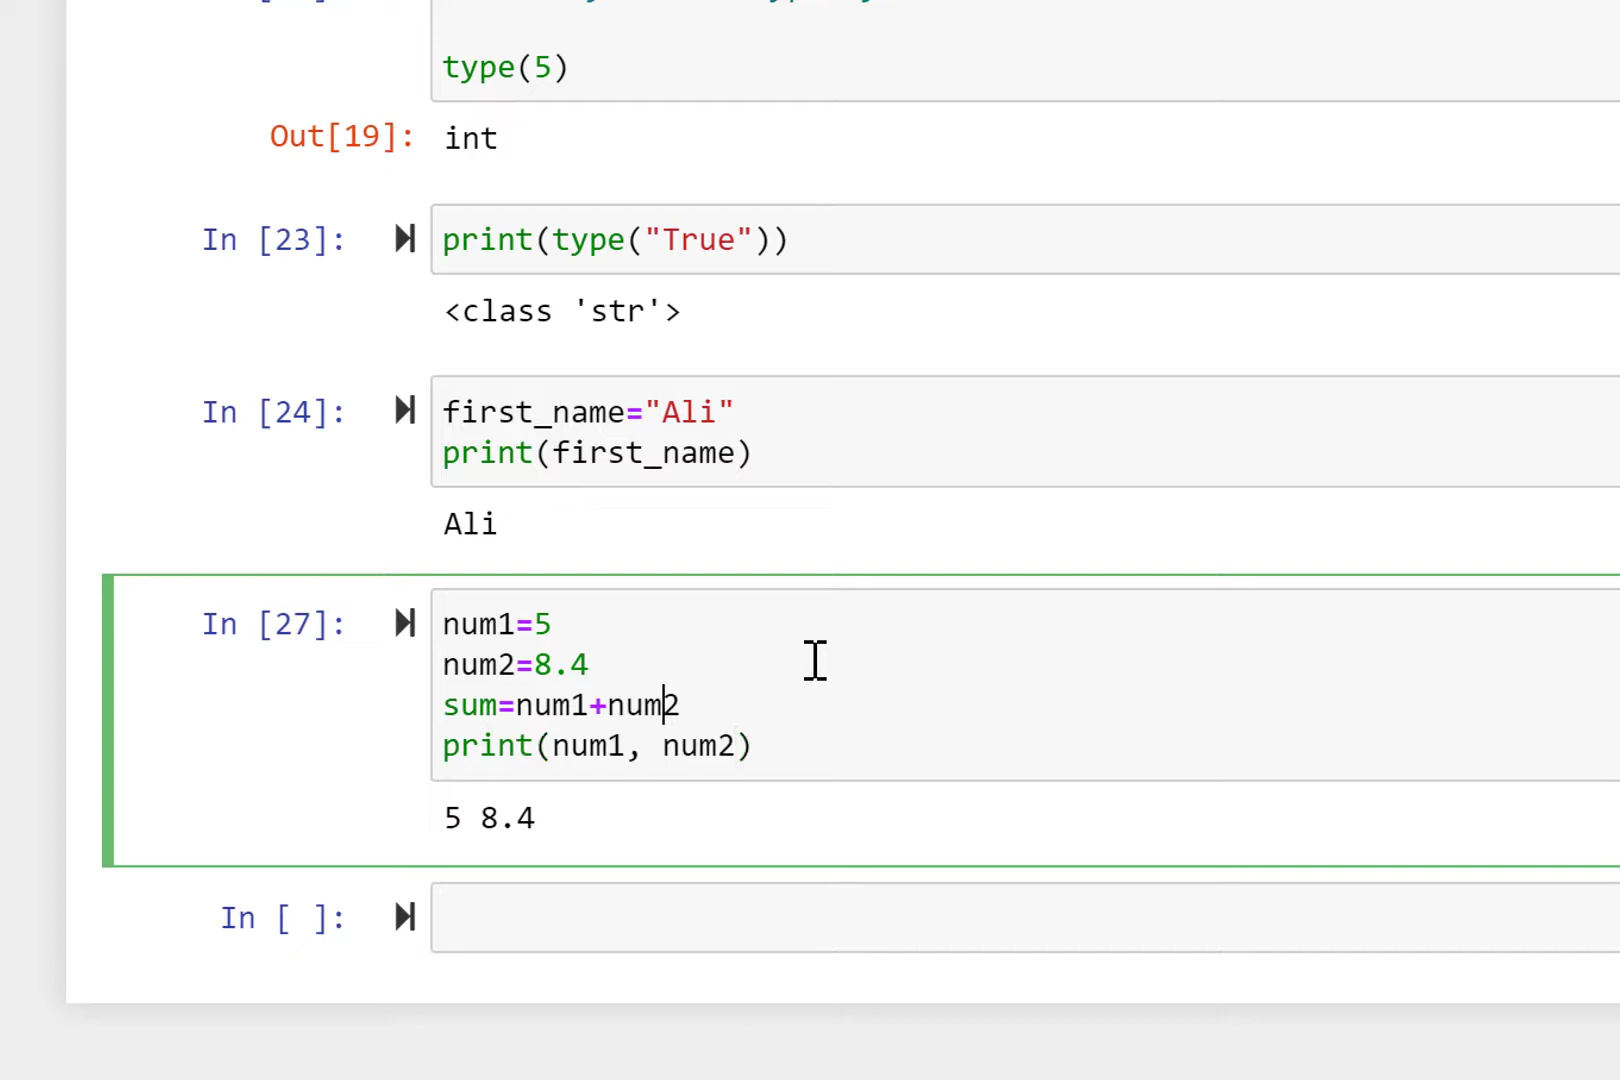 type(5)
Out[19]: int
In [23]: print(type("True"))
<class 'str'>
In [24]: first_name="Ali"
print(first_name)
Ali
In [27]: num1=5
num2=8.4
sum=num1+num2
print(num1, num2)
5 8.4
In [ ]: